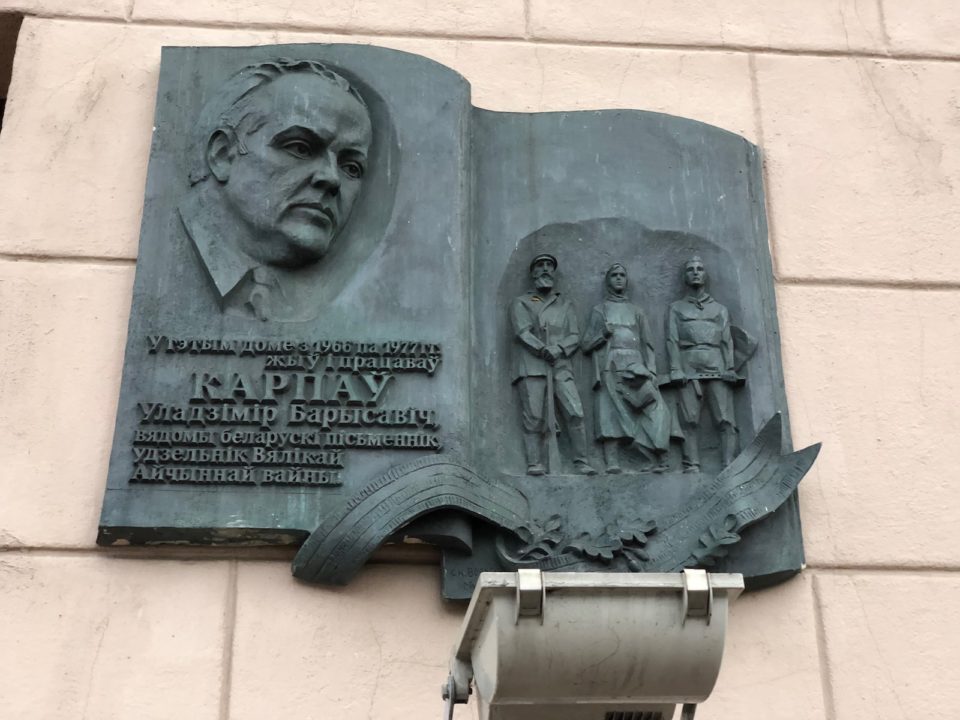 У гэтым доме з 1966 па 1977 гг.
жыў і працаваў
КАРПАЎ
Уладзімір Барысавіч,
вядомы беларускі пісьменнік,
удзельнік Вялікай
Айчыннай вайны